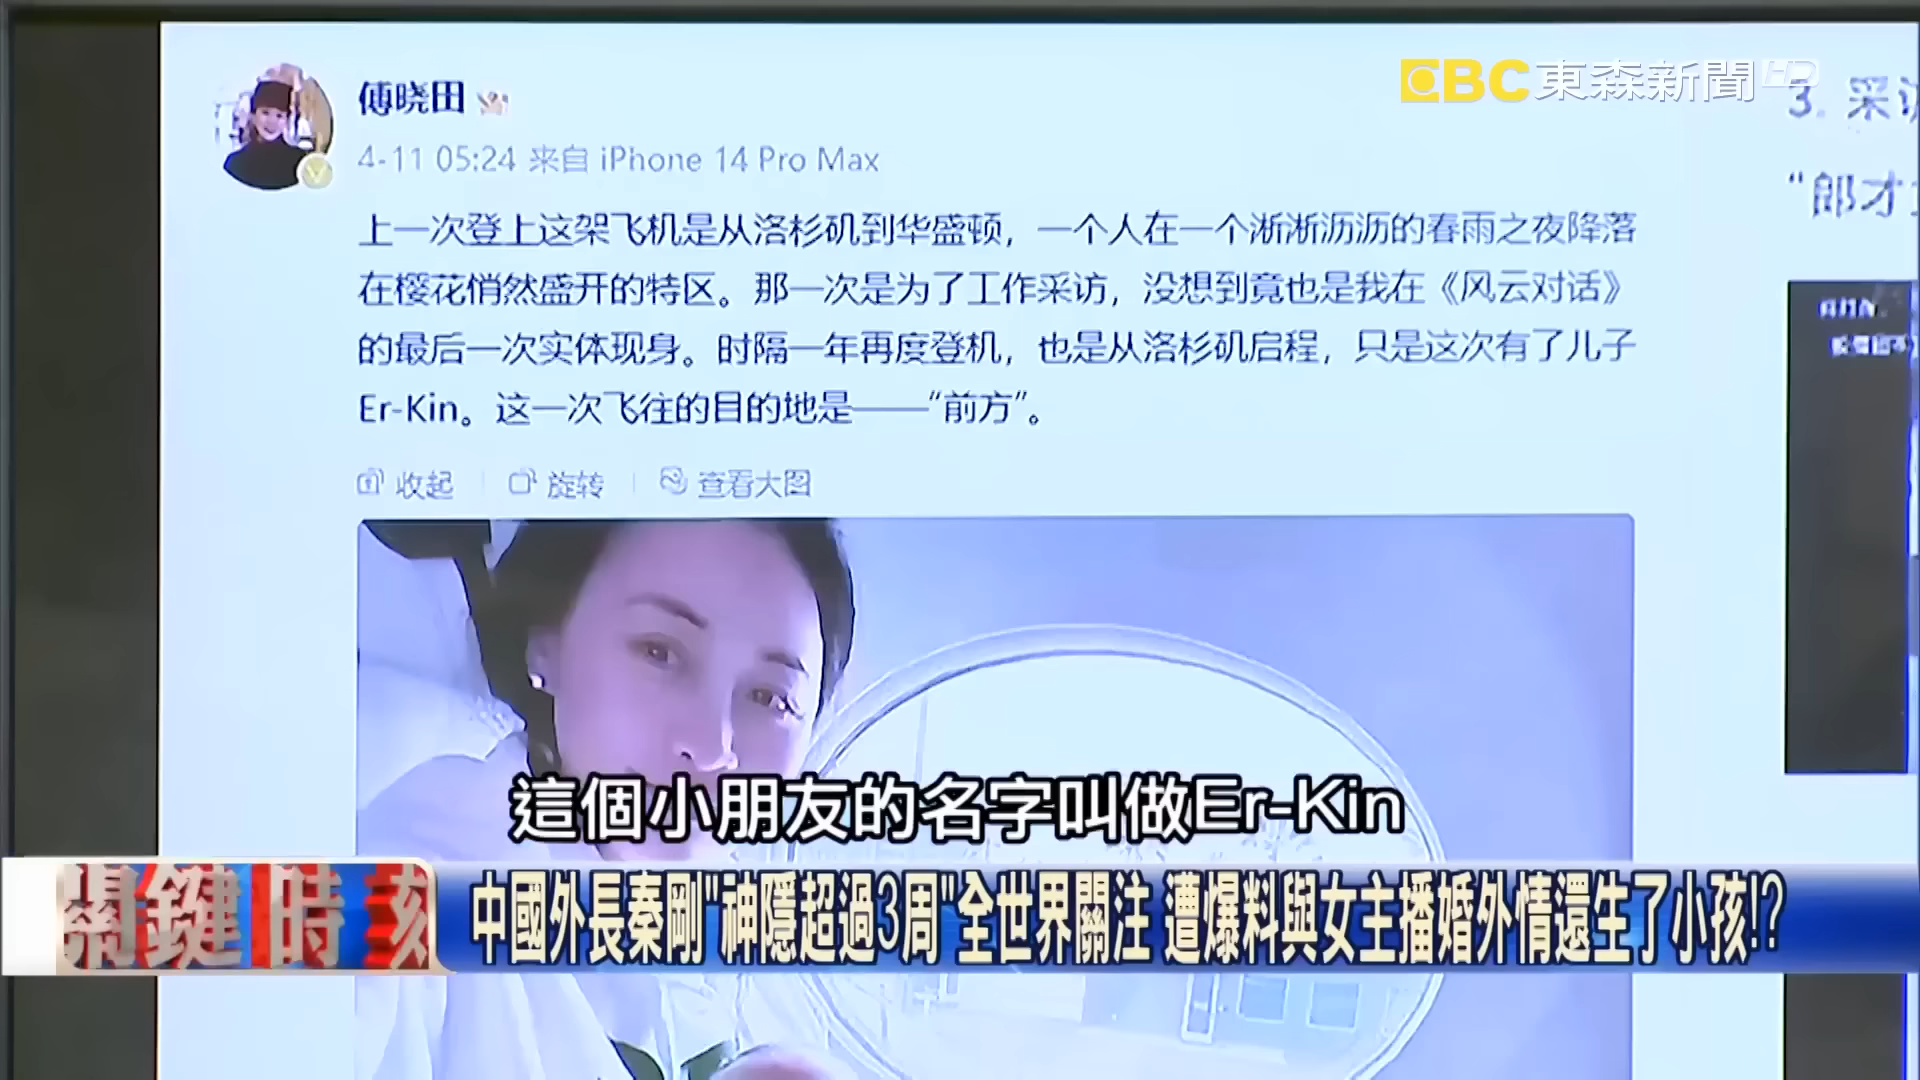 傅晓田
4-11 05:24 来自 iPhone 14 Pro Max
上一次登上这架飞机是从洛杉矶到华盛顿，一个人在一个淅淅沥沥的春雨之夜降落
在樱花悄然盛开的特区。那一次是为了工作采访，没想到竟也是我在《风云对话》
的最后一次实体现身。时隔一年再度登机，也是从洛杉矶启程，只是这次有了儿子
Er-Kin。这一次飞往的目的地是——“前方”。
收起
旋转
查看大图
EBC 東森新聞 HD
3. 采
“郎才
這個小朋友的名字叫做Er-Kin
關鍵時刻
中國外長秦剛"神隱超過3周"全世界關注 遭爆料與女主播婚外情還生了小孩!?